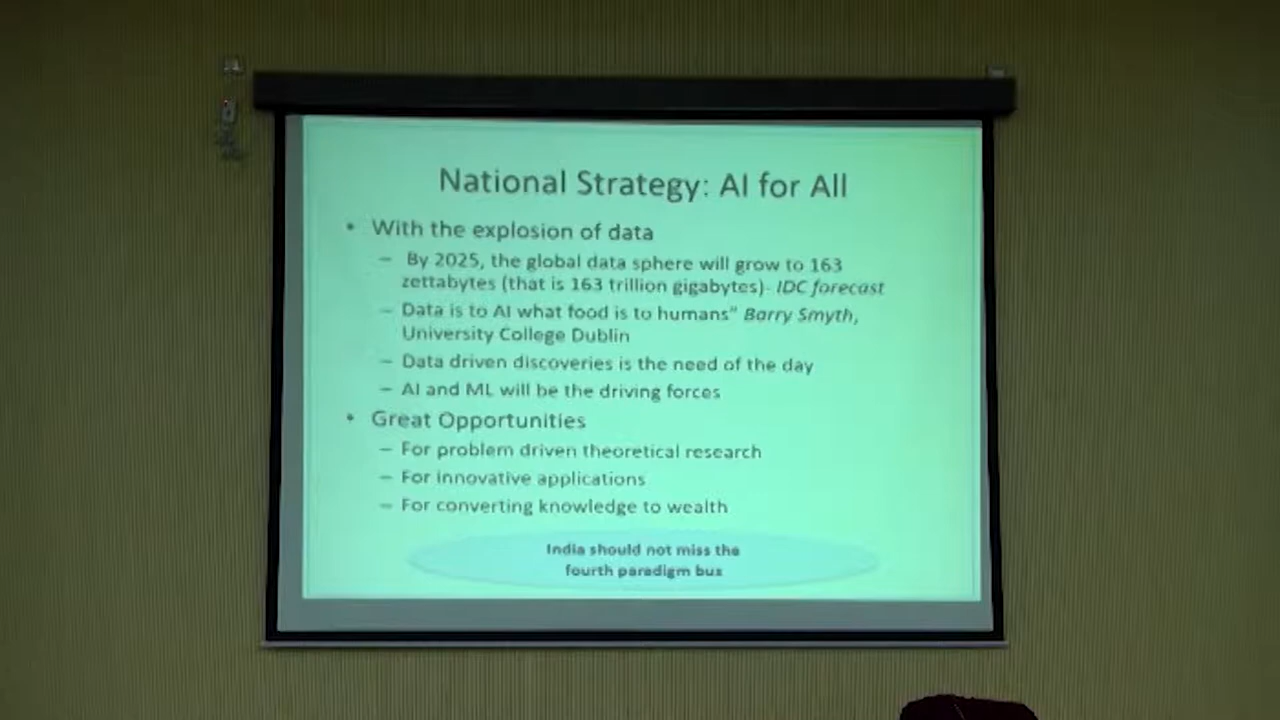 National Strategy: AI for All
• With the explosion of data
– By 2025, the global data sphere will grow to 163
zettabytes (that is 163 trillion gigabytes)- IDC forecast
– Data is to AI what food is to humans" Barry Smyth,
University College Dublin
– Data driven discoveries is the need of the day
– AI and ML will be the driving forces
• Great Opportunities
– For problem driven theoretical research
– For innovative applications
– For converting knowledge to wealth
India should not miss the
fourth paradigm bus